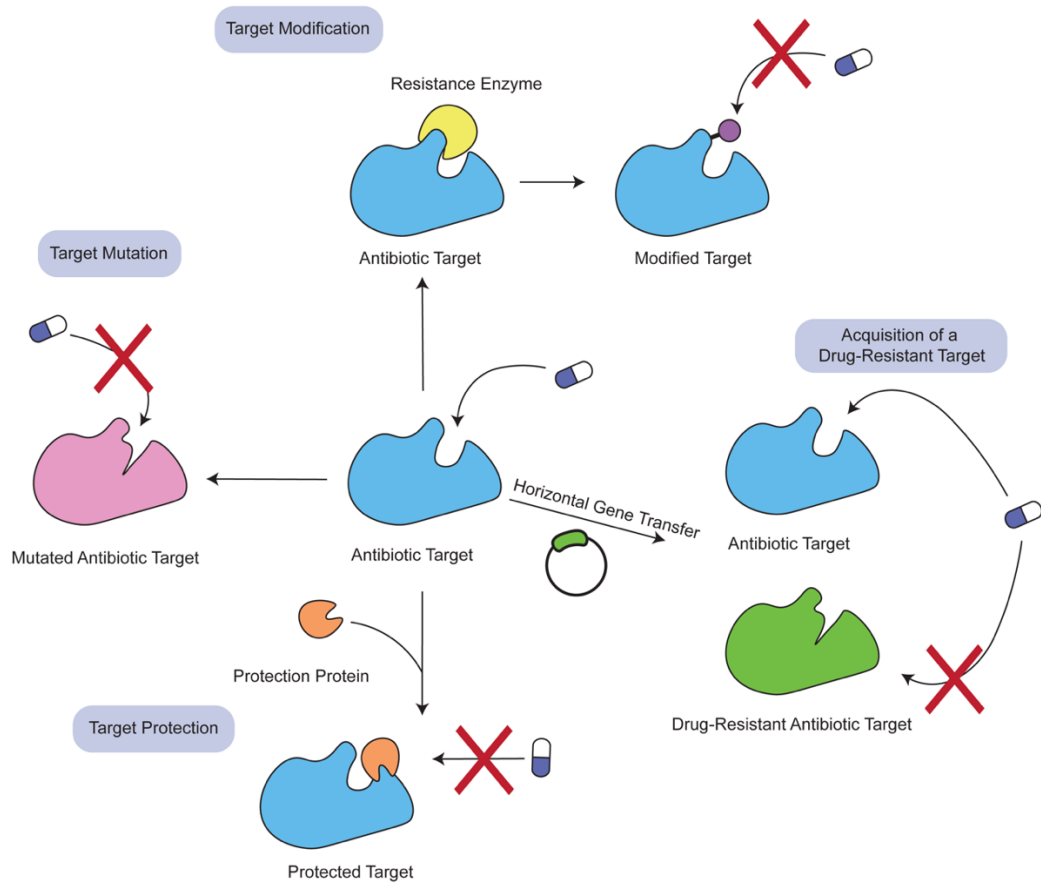 Target Modification
Resistance Enzyme
Antibiotic Target
Modified Target
Target Mutation
Mutated Antibiotic Target
Antibiotic Target
Horizontal Gene Transfer
Acquisition of a
Drug-Resistant Target
Antibiotic Target
Drug-Resistant Antibiotic Target
Protection Protein
Target Protection
Protected Target